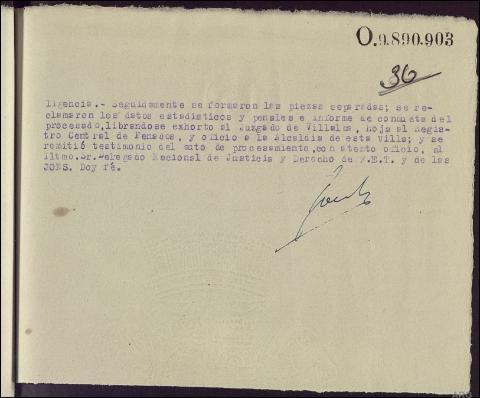 O.9.890.903
36
ligencia.- Seguidamente se formaron las piezas separadas; se re-
clamaron los datos estadísticos y penales e informe de conducta del
procesado, librandose exhorto al Juzgado de Villalon, hoja al Regis-
tro Central de Penados, y oficio a la Alcaldia de esta villa; y se
remitió testimonio del auto de procesamiento, con atento oficio, al
Iltmo. Sr. Delegado Nacional de Justicia y Derecho de F.E.T. y de las
JONS. Doy fé.